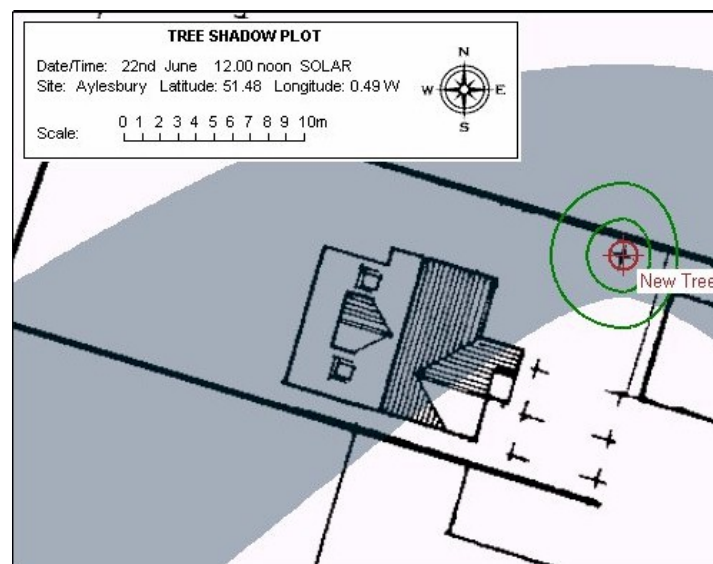 TREE SHADOW PLOT
Date/Time: 22nd June 12.00 noon SOLAR
Site: Aylesbury Latitude: 51.48 Longitude: 0.49 W
N
W E
S
Scale: 0 1 2 3 4 5 6 7 8 9 10m
New Tree